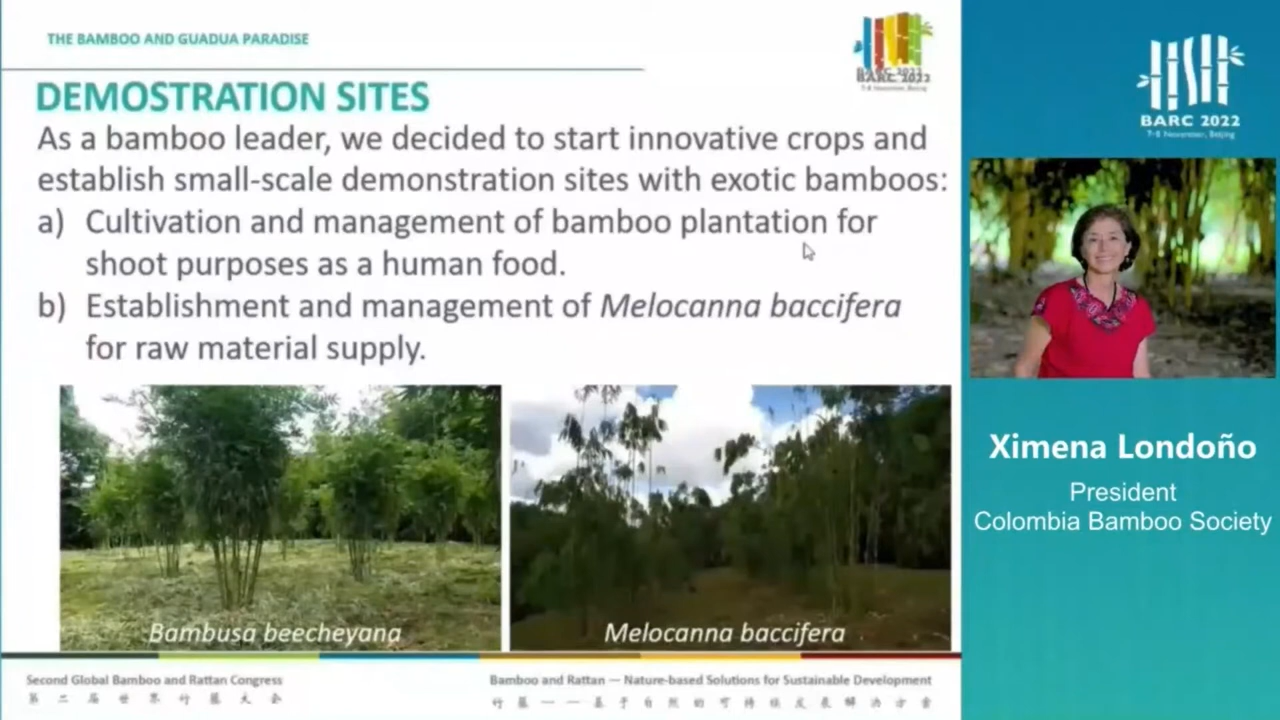 THE BAMBOO AND GUADUA PARADISE
BARC 2022
7-8 November, Beijing
DEMOSTRATION SITES
As a bamboo leader, we decided to start innovative crops and
establish small-scale demonstration sites with exotic bamboos:
a) Cultivation and management of bamboo plantation for
shoot purposes as a human food.
b) Establishment and management of Melocanna baccifera
for raw material supply.
Bambusa beecheyana
Melocanna baccifera
Second Global Bamboo and Rattan Congress
第二届世界竹藤大会
Bamboo and Rattan — Nature-based Solutions for Sustainable Development
竹藤——基于自然的可持续发展解决方案
BARC 2022
7-8 November, Beijing
Ximena Londoño
President
Colombia Bamboo Society